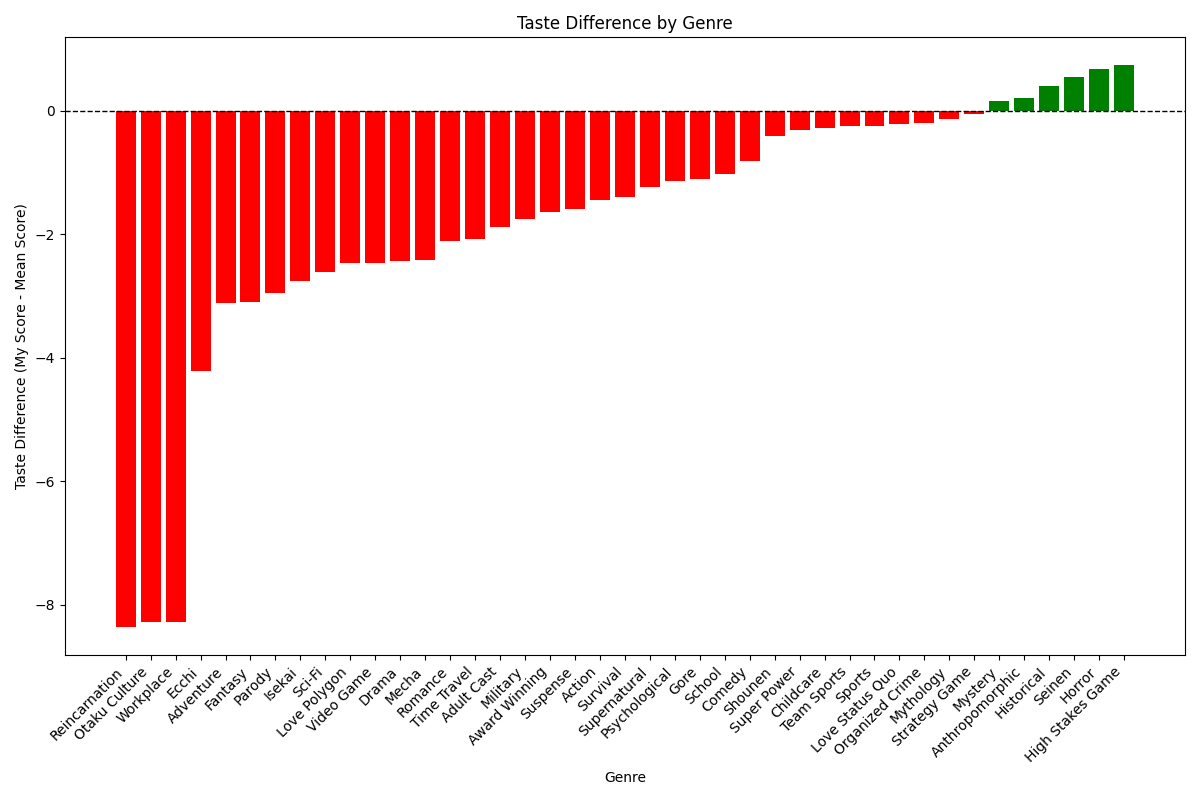 Taste Difference by Genre
Taste Difference (My Score - Mean Score)
0
−2
−4
−6
−8
Reincarnation
Otaku Culture
Workplace
Ecchi
Adventure
Fantasy
Parody
Isekai
Sci-Fi
Love Polygon
Video Game
Drama
Mecha
Romance
Time Travel
Adult Cast
Military
Award Winning
Suspense
Action
Survival
Supernatural
Psychological
Gore
School
Comedy
Shounen
Super Power
Childcare
Team Sports
Sports
Love Status Quo
Organized Crime
Mythology
Strategy Game
Mystery
Anthropomorphic
Historical
Seinen
Horror
High Stakes Game
Genre